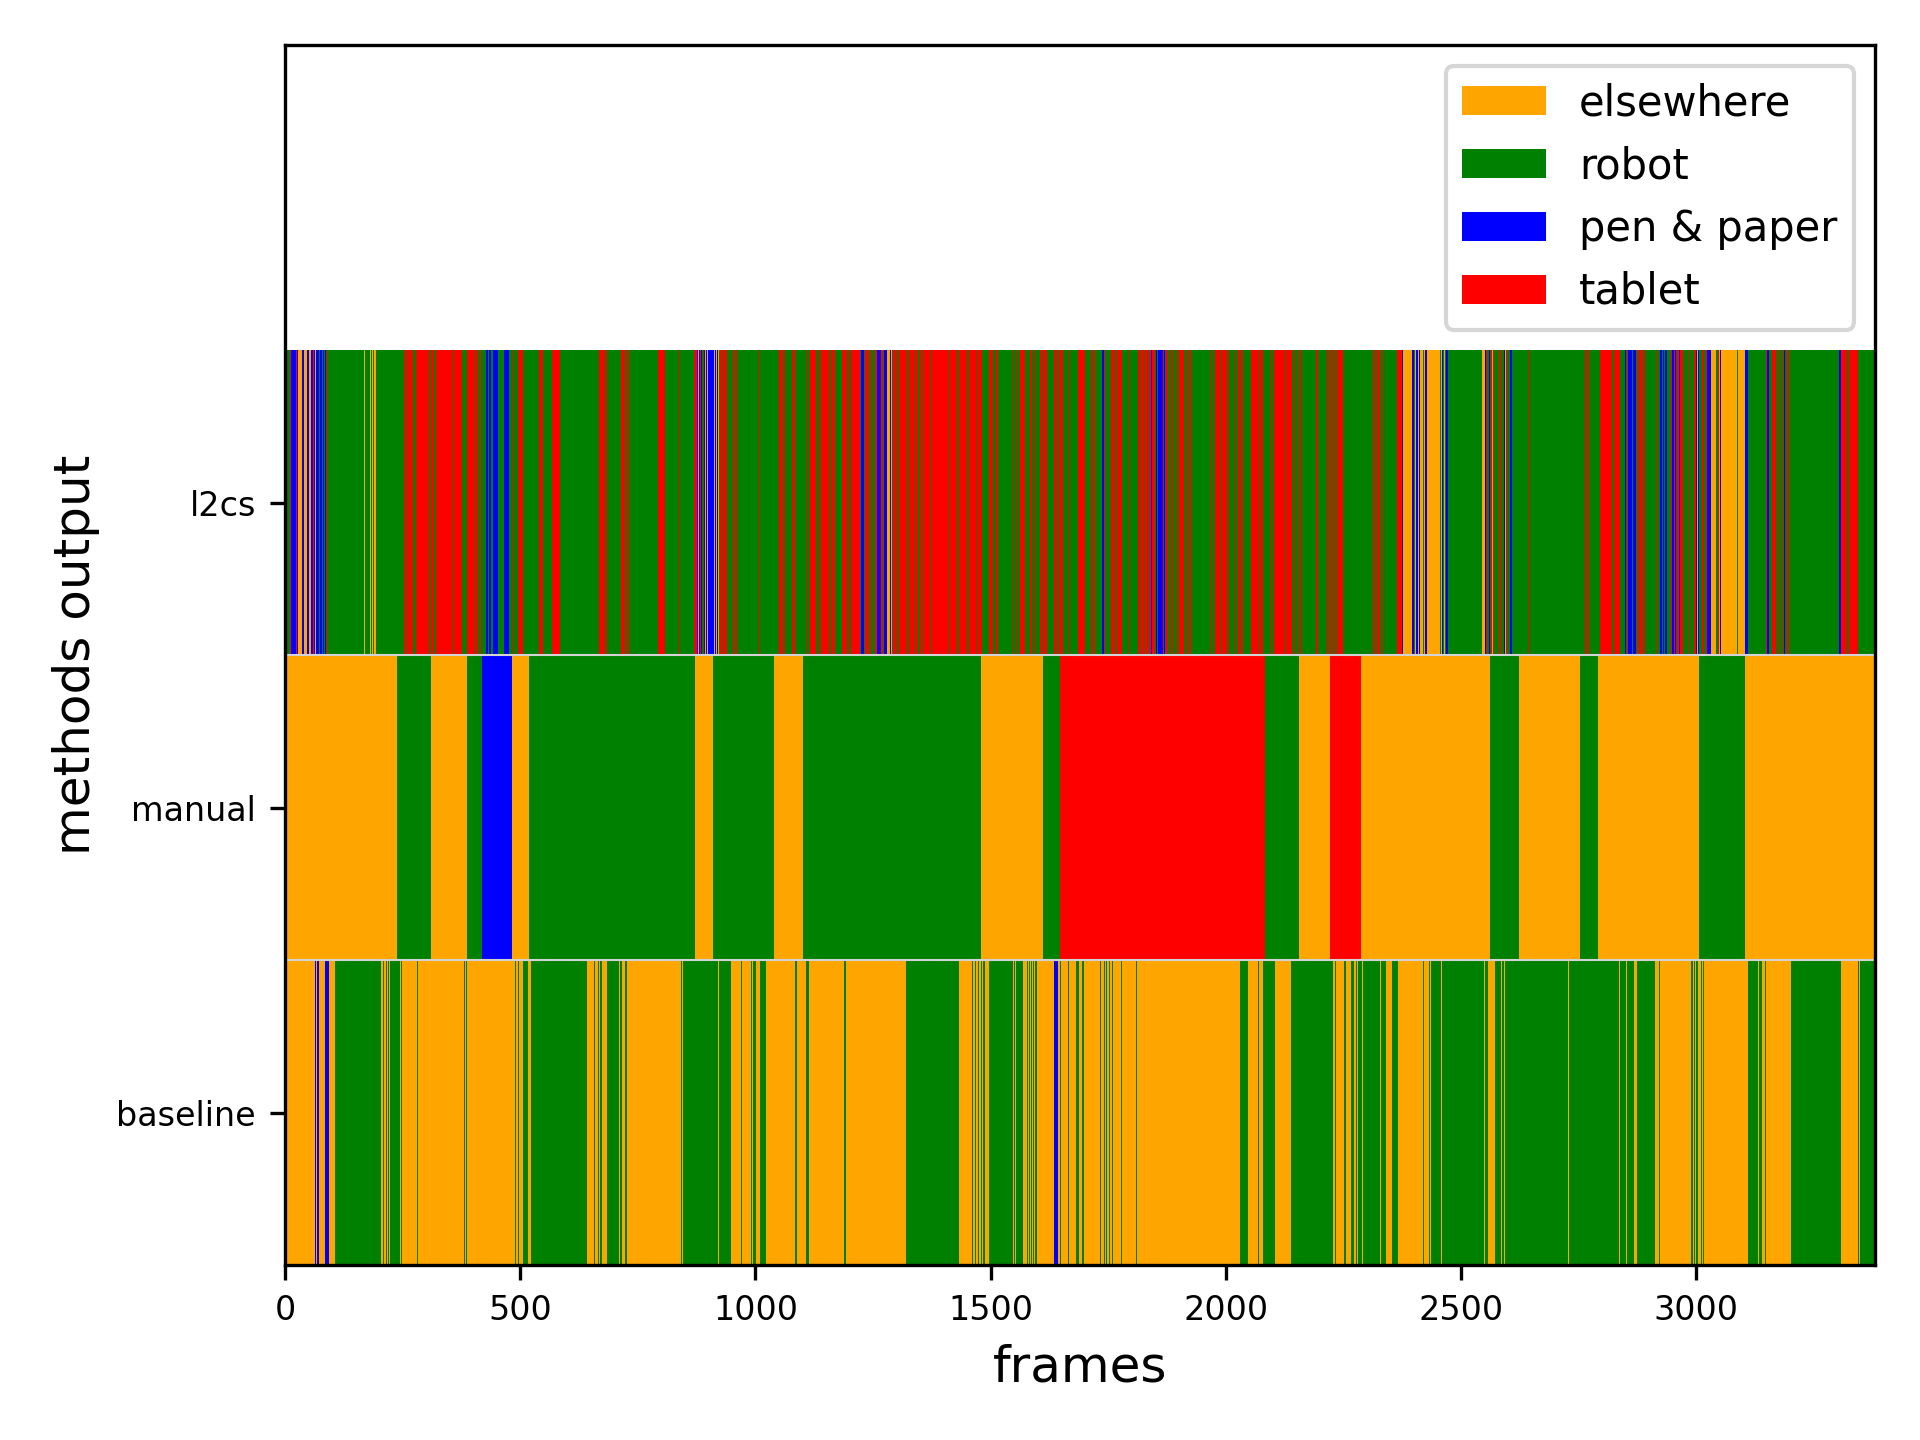 elsewhere
robot
pen & paper
tablet
methods output
l2cs
manual
baseline
0 500 1000 1500 2000 2500 3000
frames